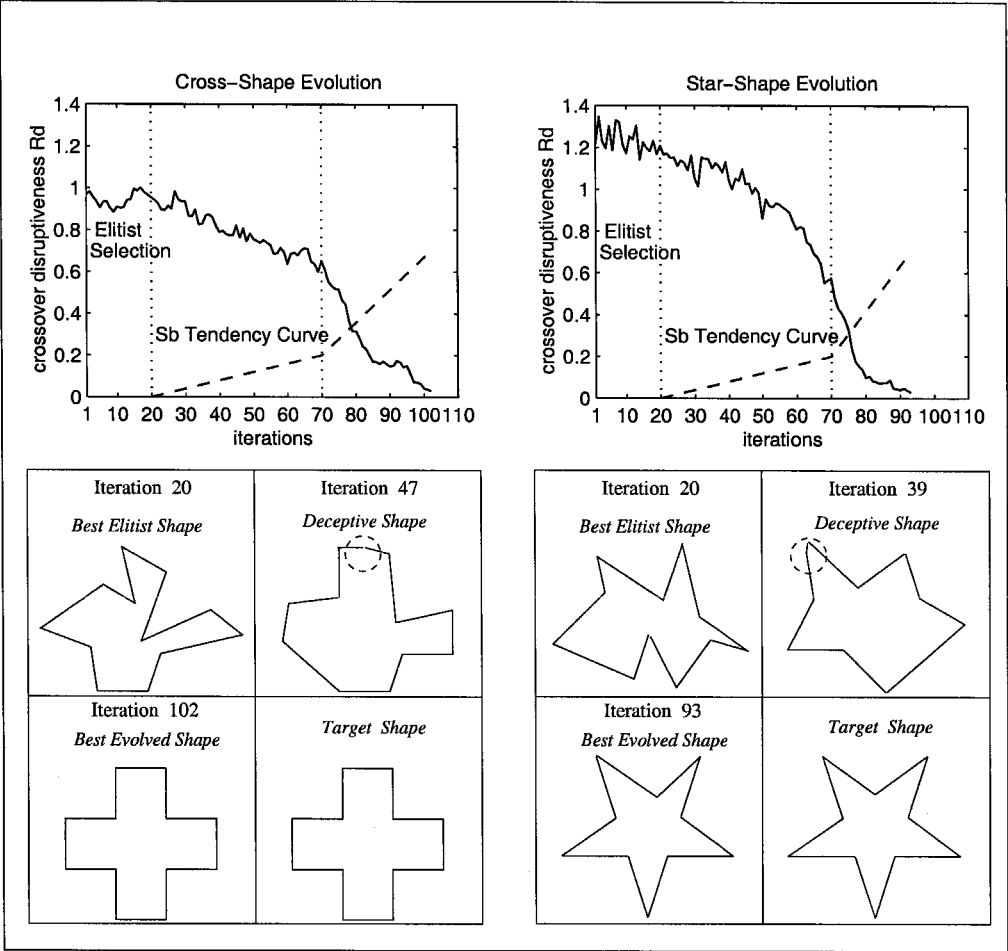 Cross–Shape Evolution
crossover disruptiveness Rd
1.4
1.2
1
0.8
0.6
0.4
0.2
0
Elitist
Selection
Sb Tendency Curve
1 10 20 30 40 50 60 70 80 90 100 110
iterations
Star–Shape Evolution
crossover disruptiveness Rd
1.4
1.2
1
0.8
0.6
0.4
0.2
0
Elitist
Selection
Sb Tendency Curve
1 10 20 30 40 50 60 70 80 90 100 110
iterations
Iteration 20
Best Elitist Shape
Iteration 47
Deceptive Shape
Iteration 102
Best Evolved Shape
Target Shape
Iteration 20
Best Elitist Shape
Iteration 39
Deceptive Shape
Iteration 93
Best Evolved Shape
Target Shape